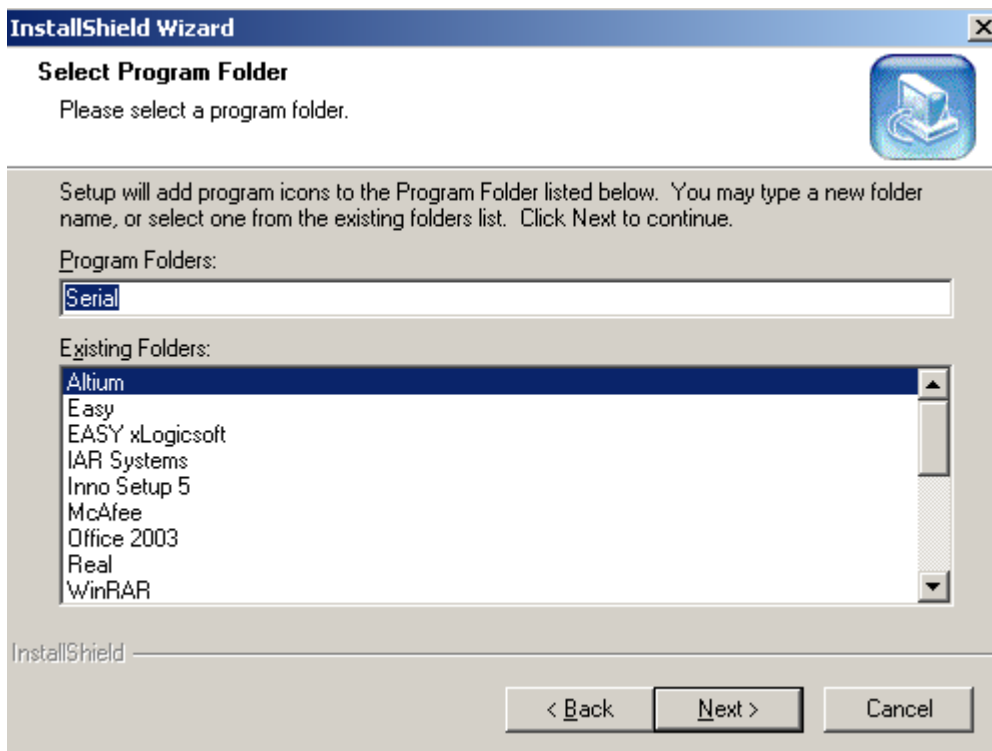 InstallShield Wizard
Select Program Folder
Please select a program folder.
Setup will add program icons to the Program Folder listed below.  You may type a new folder
name, or select one from the existing folders list.  Click Next to continue.
Program Folders:
Serial
Existing Folders:
Altium
Easy
EASY xLogicsoft
IAR Systems
Inno Setup 5
McAfee
Office 2003
Real
WinRAR
InstallShield
< Back
Next >
Cancel